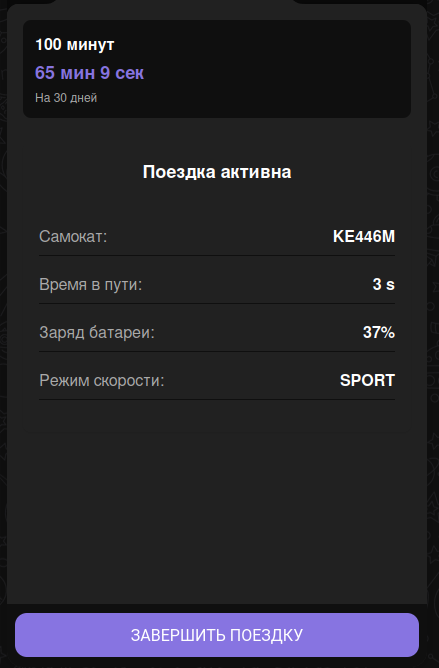 100 минут
65 мин 9 сек
На 30 дней
Поездка активна
Самокат: KE446M
Время в пути: 3 s
Заряд батареи: 37%
Режим скорости: SPORT
ЗАВЕРШИТЬ ПОЕЗДКУ